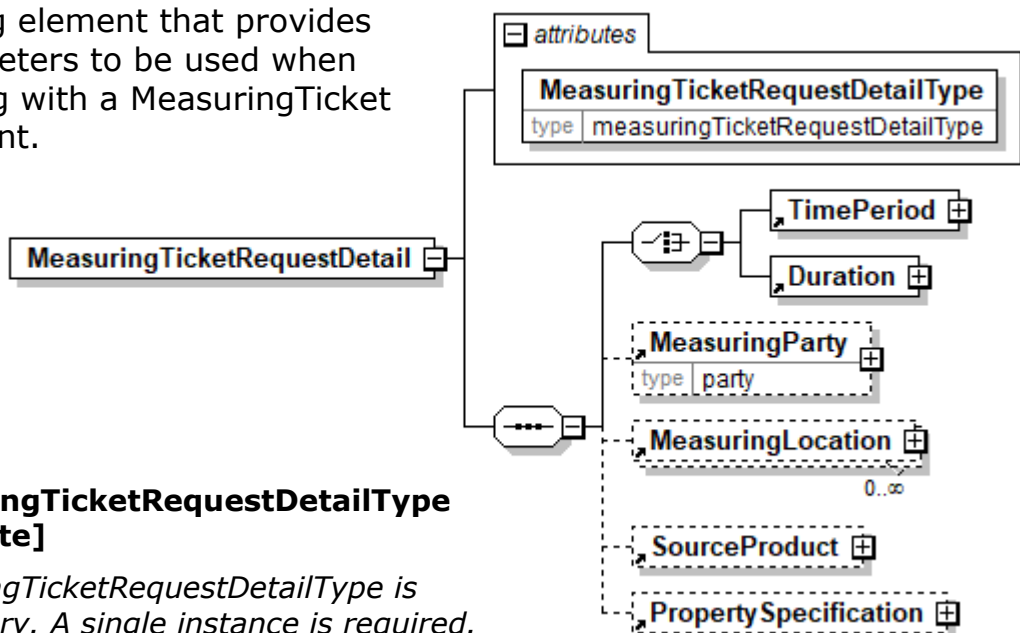 g element that provides
eters to be used when
g with a MeasuringTicket
nt.
attributes
MeasuringTicketRequestDetailType
type measuringTicketRequestDetailType
MeasuringTicketRequestDetail
TimePeriod
Duration
MeasuringParty
type party
MeasuringLocation
0..∞
SourceProduct
PropertySpecification
ngTicketRequestDetailType
te]
ngTicketRequestDetailType is
ry. A single instance is required.